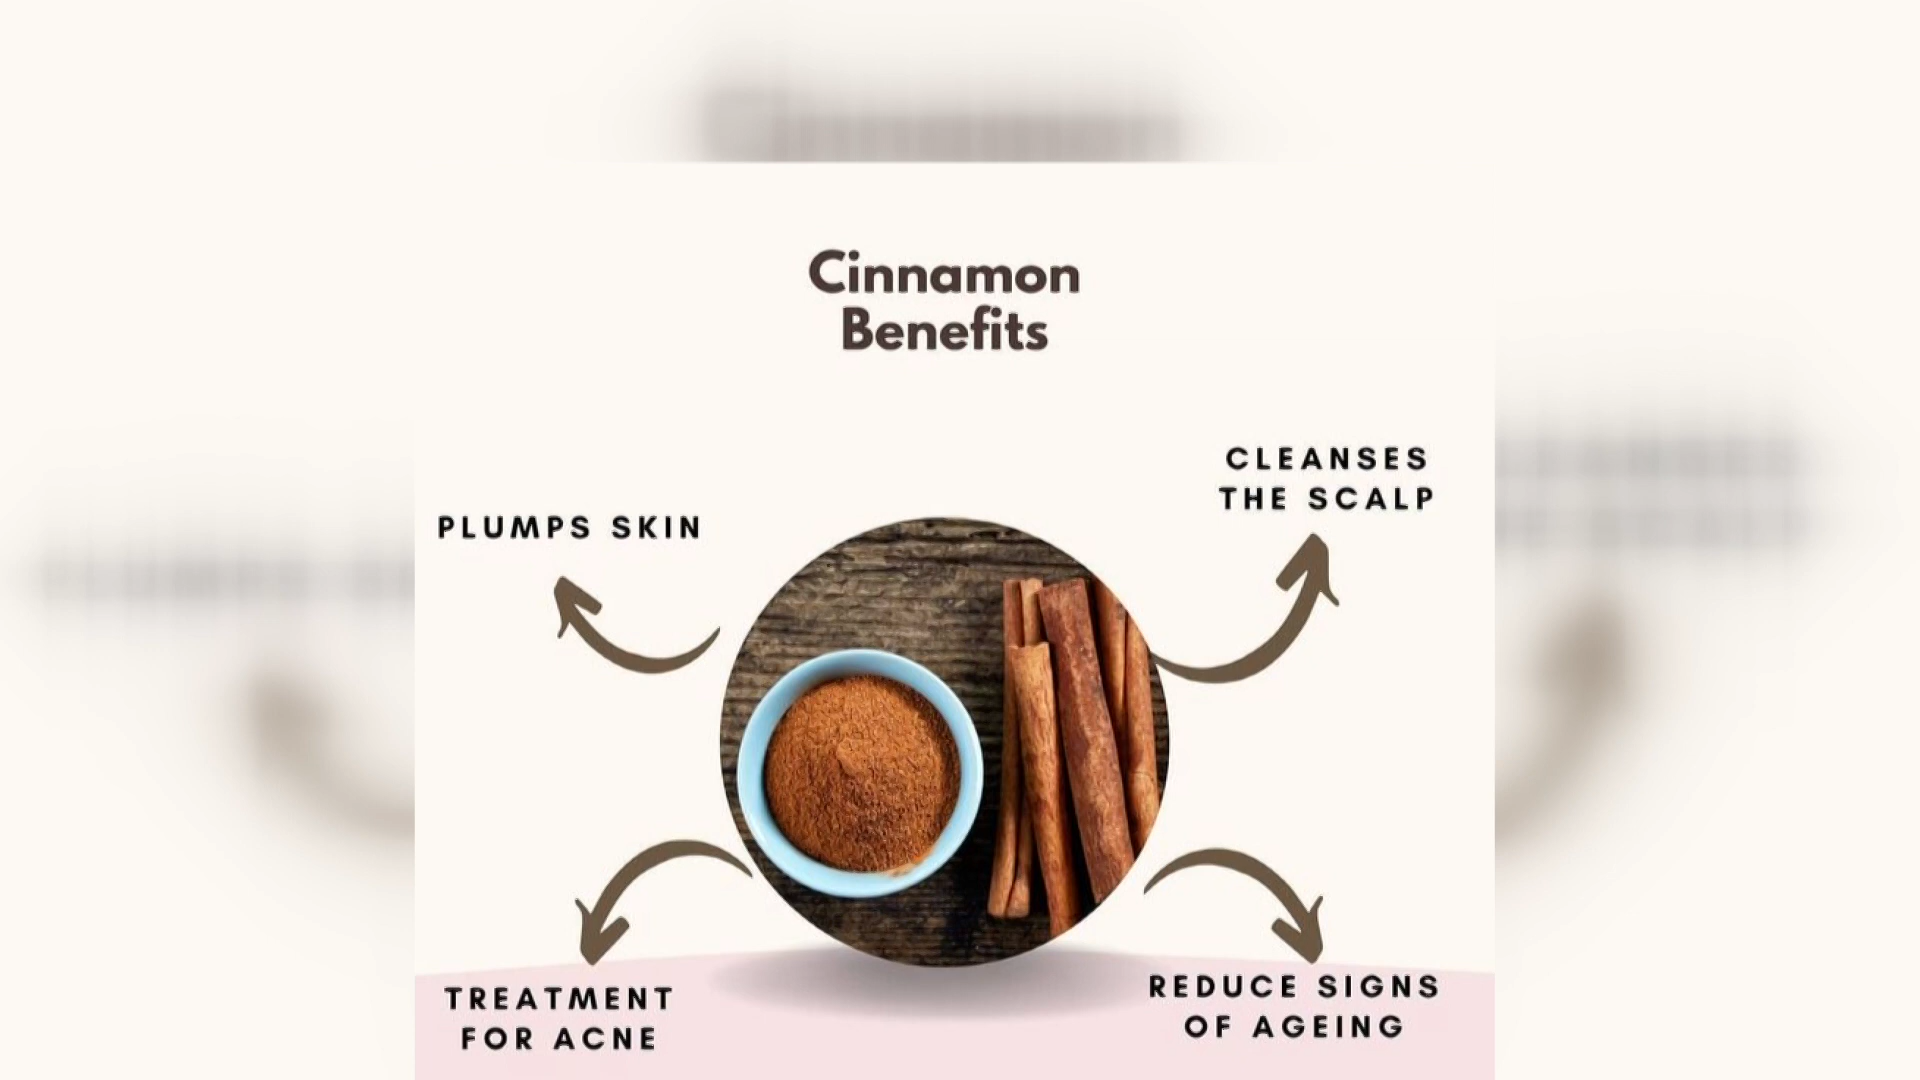 Cinnamon
Benefits
CLEANSES
THE SCALP
PLUMPS SKIN
TREATMENT
FOR ACNE
REDUCE SIGNS
OF AGEING